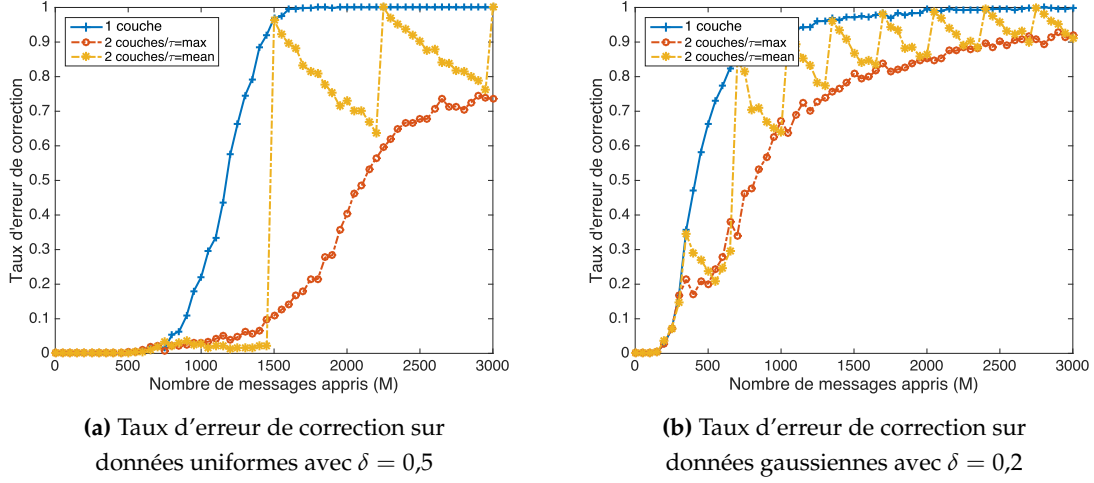 1
0.9
0.8
0.7
0.6
0.5
0.4
0.3
0.2
0.1
0
Taux d'erreur de correction
1 couche
2 couches/τ=max
2 couches/τ=mean
0 500 1000 1500 2000 2500 3000
Nombre de messages appris (M)
(a) Taux d'erreur de correction sur
données uniformes avec δ = 0,5
1
0.9
0.8
0.7
0.6
0.5
0.4
0.3
0.2
0.1
0
Taux d'erreur de correction
1 couche
2 couches/τ=max
2 couches/τ=mean
0 500 1000 1500 2000 2500 3000
Nombre de messages appris (M)
(b) Taux d'erreur de correction sur
données gaussiennes avec δ = 0,2